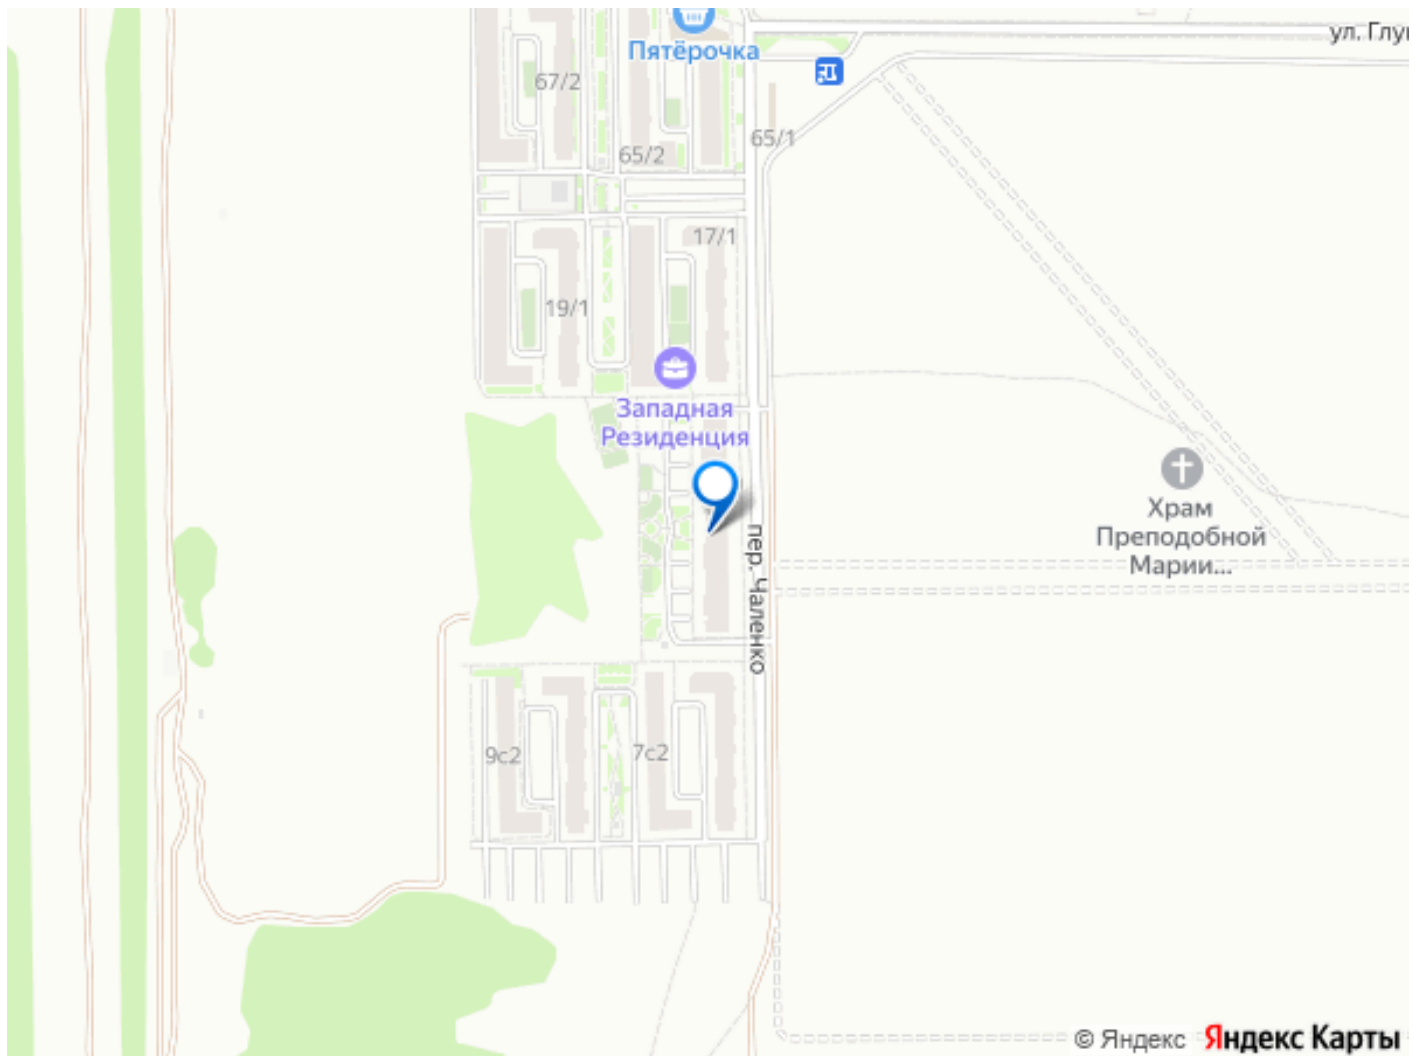 Пятёрочка
ул. Глу
67/2
65/1
65/2
17/1
19/1
Западная
Резиденция
Храм
Преподобной
Марии...
пер. Чаленко
9с2
7с2
© Яндекс Яндекс Карты